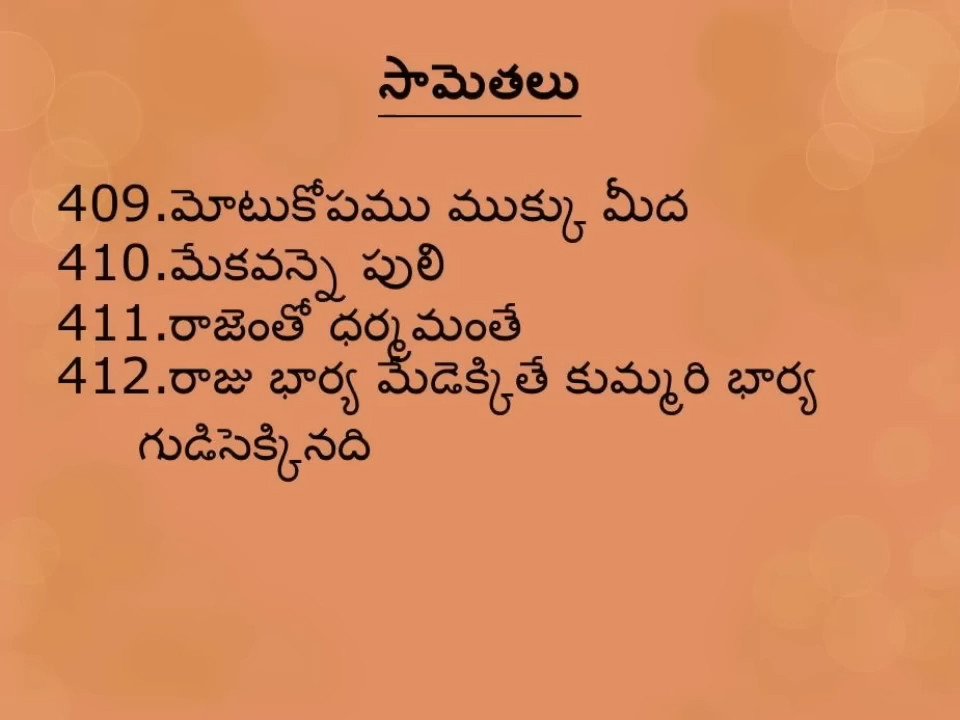 సామెతలు
409.మోటుకోపము ముక్కు మీద
410.మేకవన్నె పులి
411.రాజెంతో ధర్మమంతే
412.రాజు భార్య మేడెక్కితే కుమ్మరి భార్య
గుడిసెక్కినది